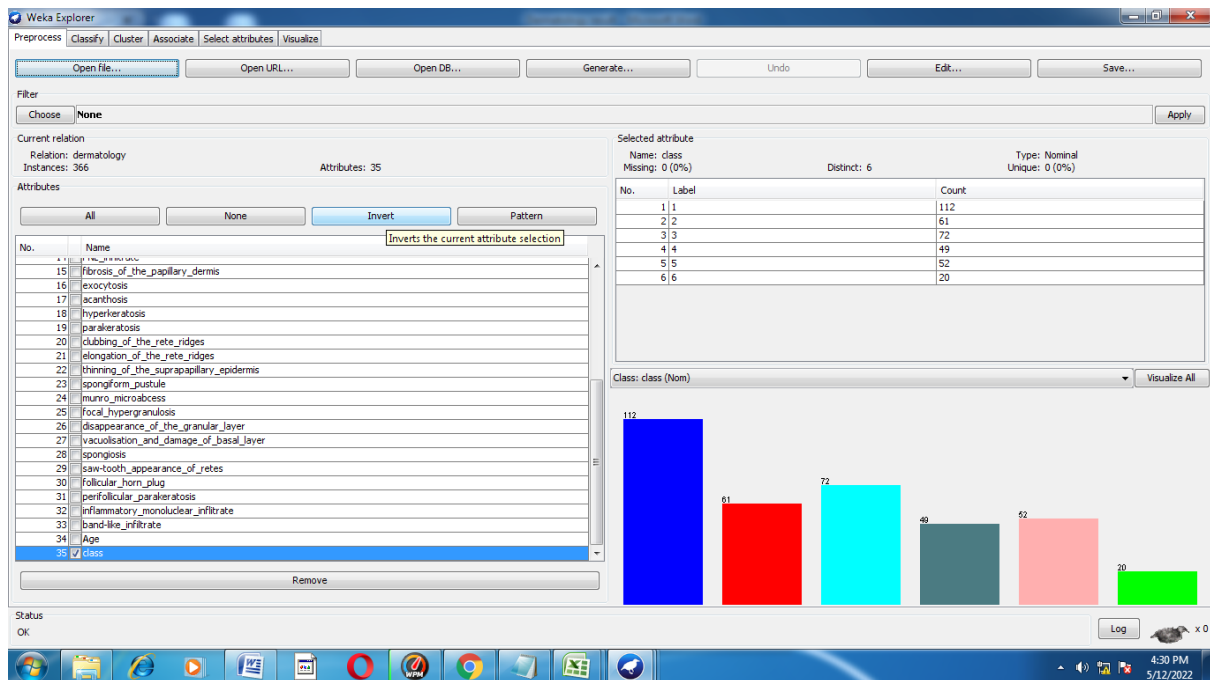 Weka Explorer
Preprocess Classify Cluster Associate Select attributes Visualize
Open file... Open URL... Open DB... Generate... Undo Edit... Save...
Filter
Choose None Apply
Current relation
Relation: dermatology
Instances: 366 Attributes: 35
Selected attribute
Name: class Type: Nominal
Missing: 0 (0%) Distinct: 6 Unique: 0 (0%)
Attributes
All None Invert Pattern
Inverts the current attribute selection
No. Name
15 fibrosis_of_the_papillary_dermis
16 exocytosis
17 acanthosis
18 hyperkeratosis
19 parakeratosis
20 clubbing_of_the_rete_ridges
21 elongation_of_the_rete_ridges
22 thinning_of_the_suprapapillary_epidermis
23 spongiform_pustule
24 munro_microabcess
25 focal_hypergranulosis
26 disappearance_of_the_granular_layer
27 vacuolisation_and_damage_of_basal_layer
28 spongiosis
29 saw-tooth_appearance_of_retes
30 follicular_horn_plug
31 perifollicular_parakeratosis
32 inflammatory_monoluclear_inflitrate
33 band-like_infiltrate
34 Age
35 class
Remove
No. Label Count
1 1 112
2 2 61
3 3 72
4 4 49
5 5 52
6 6 20
Class: class (Nom) Visualize All
112
61
72
49
52
20
Status
OK
Log x 0
WPM
4:30 PM
5/12/2022